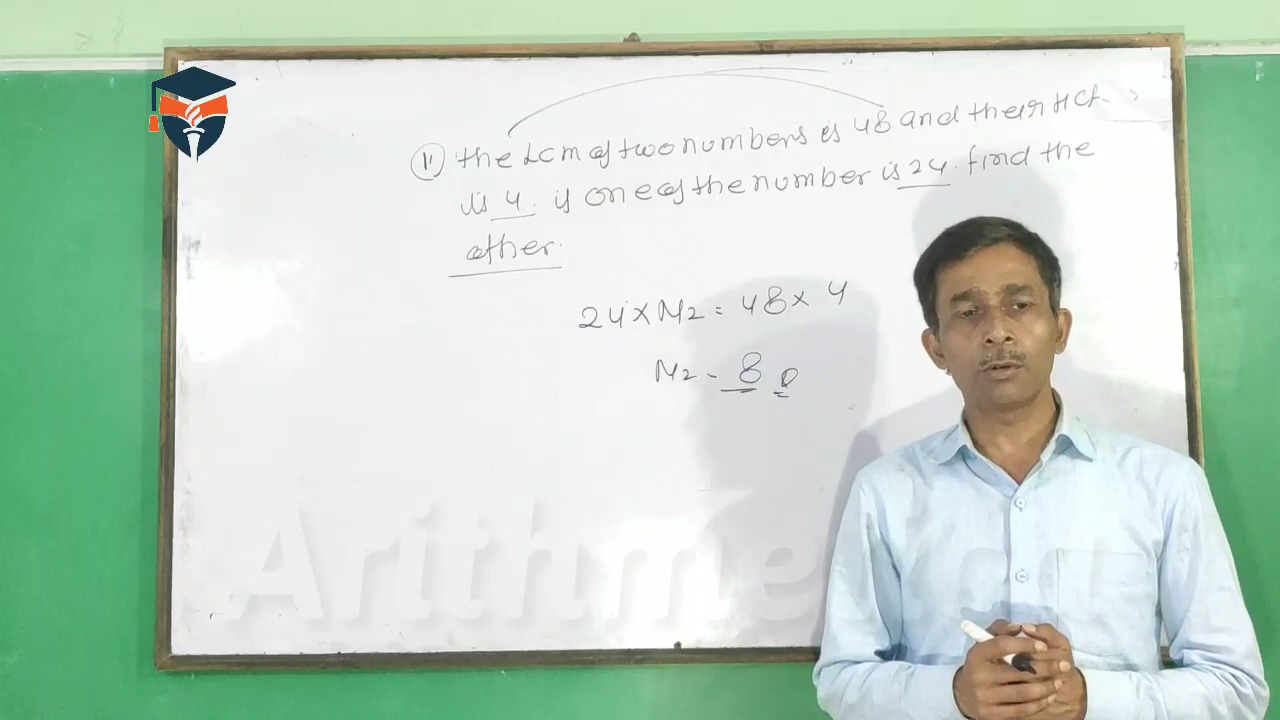 11 The LCM of two numbers is 48 and their HCF
is 4. if one of the number is 24. find the
other.
24 × N2 = 48 × 4
N2 = 8